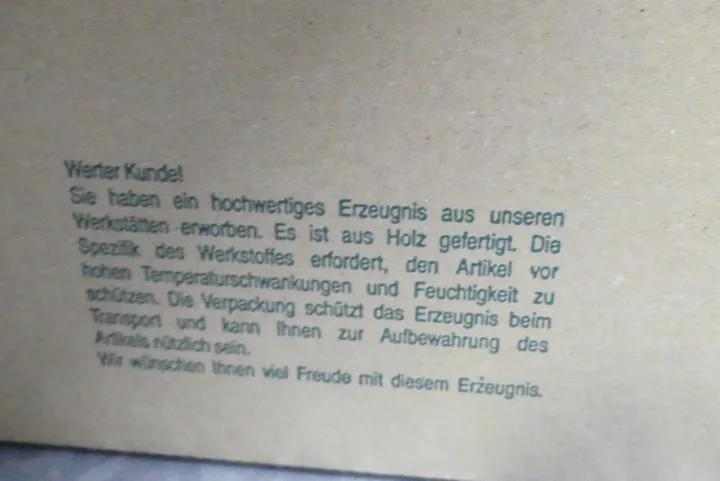 Werter Kunde!
Sie haben ein hochwertiges Erzeugnis aus unseren
Werkstätten erworben. Es ist aus Holz gefertigt. Die
Spezifik des Werkstoffes erfordert, den Artikel vor
hohen Temperaturschwankungen und Feuchtigkeit zu
schützen. Die Verpackung schützt das Erzeugnis beim
Transport und kann Ihnen zur Aufbewahrung des
Artikels nützlich sein.
Wir wünschen Ihnen viel Freude mit diesem Erzeugnis.